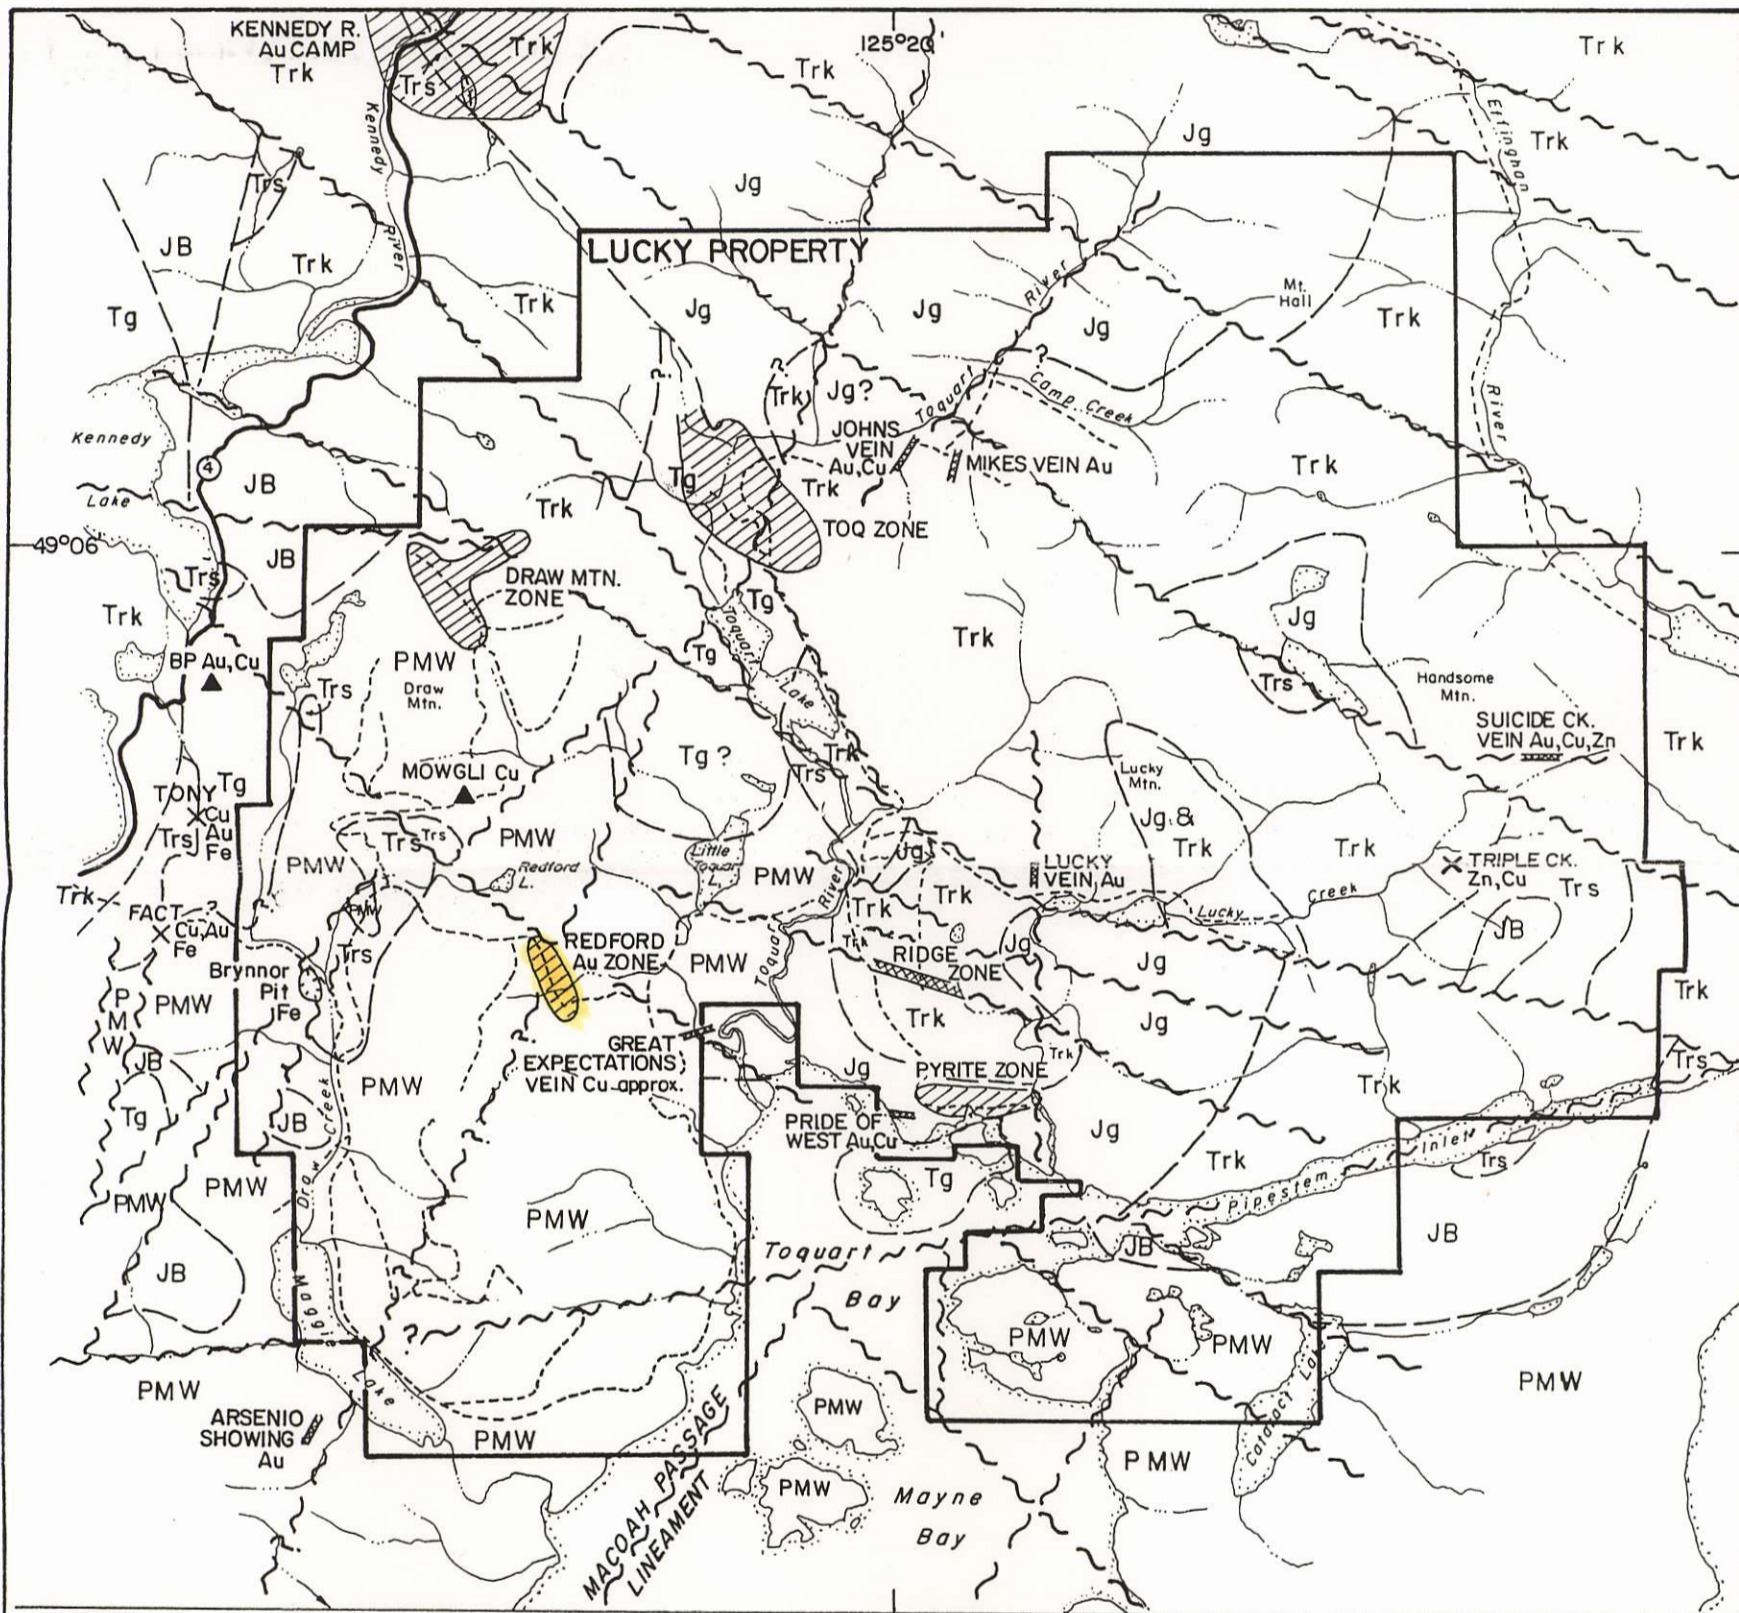 KENNEDY R.
Au CAMP
Trk
Trk
125°20'
Trk
Trk
Trs
Kennedy
River
Jg
Effinghan
Trk
Trs
Jg
JB
Trk
LUCKY PROPERTY
Tg
Trk
Jg
Jg
River
Jg
Mt.
Hall
Trk
?
?
?
Trk
Jg?
Toquart
Camp Creek
River
Kennedy
Lake
4
JB
JOHNS
VEIN
Au,Cu
MIKES VEIN Au
Trk
Tg
Trk
Trk
TOQ ZONE
49°06'
JB
Trs
DRAW MTN.
ZONE
Trk
Tg
Toquart
Lake
Trk
Jg
BP Au,Cu
PMW
Draw
Mtn.
Tg
Trs
Trs
Handsome
Mtn.
SUICIDE CK.
VEIN Au,Cu,Zn
Trk
Tg ?
Trk
Trs
MOWGLI Cu
Tg
TONY
Cu
Au
Fe
Trs
Lucky
Mtn.
Jg &
Trk
Trk
Trs
Trs
PMW
PMW
Redford
L.
Little
Toquart
L.
PMW
River
Jg
LUCKY
VEIN Au
TRIPLE CK.
Zn,Cu
Trs
Trk
Trk
Lucky
Creek
FACT
?
Cu,Au
Fe
PMW
Trs
Trk
JB
REDFORD
Au ZONE
Toquart
PMW
Trk
RIDGE
ZONE
Jg
Jg
Brynnor
Pit
Fe
P
M
W
PMW
Trk
Trk
Jg
?
GREAT
EXPECTATIONS
VEIN Cu-approx.
Trk
Trs
JB
PMW
Jg
PYRITE ZONE
Trk
Tg
JB
Draw
Creek
PRIDE OF
WEST Au,Cu
Jg
Trk
Pipestem
Inlet
Trs
Tg
PMW
PMW
PMW
JB
JB
Toquart
Bay
JB
Maggie
Lake
?
PMW
PMW
PMW
PMW
PMW
Cataract
Lake
ARSENIO
SHOWING
Au
PMW
PMW
PMW
PMW
MACOAH PASSAGE
LINEAMENT
Mayne
Bay